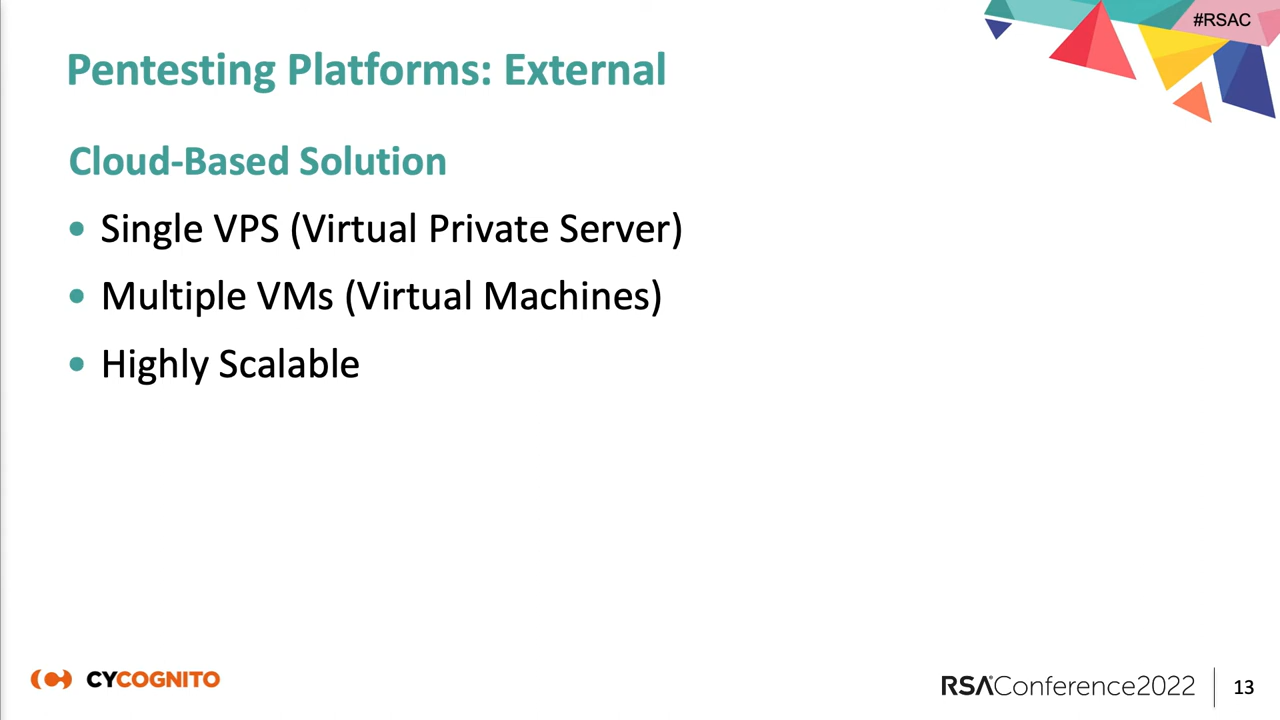 #RSAC
Pentesting Platforms: External
Cloud-Based Solution
• Single VPS (Virtual Private Server)
• Multiple VMs (Virtual Machines)
• Highly Scalable
CYCOGNITO
RSAConference2022
13